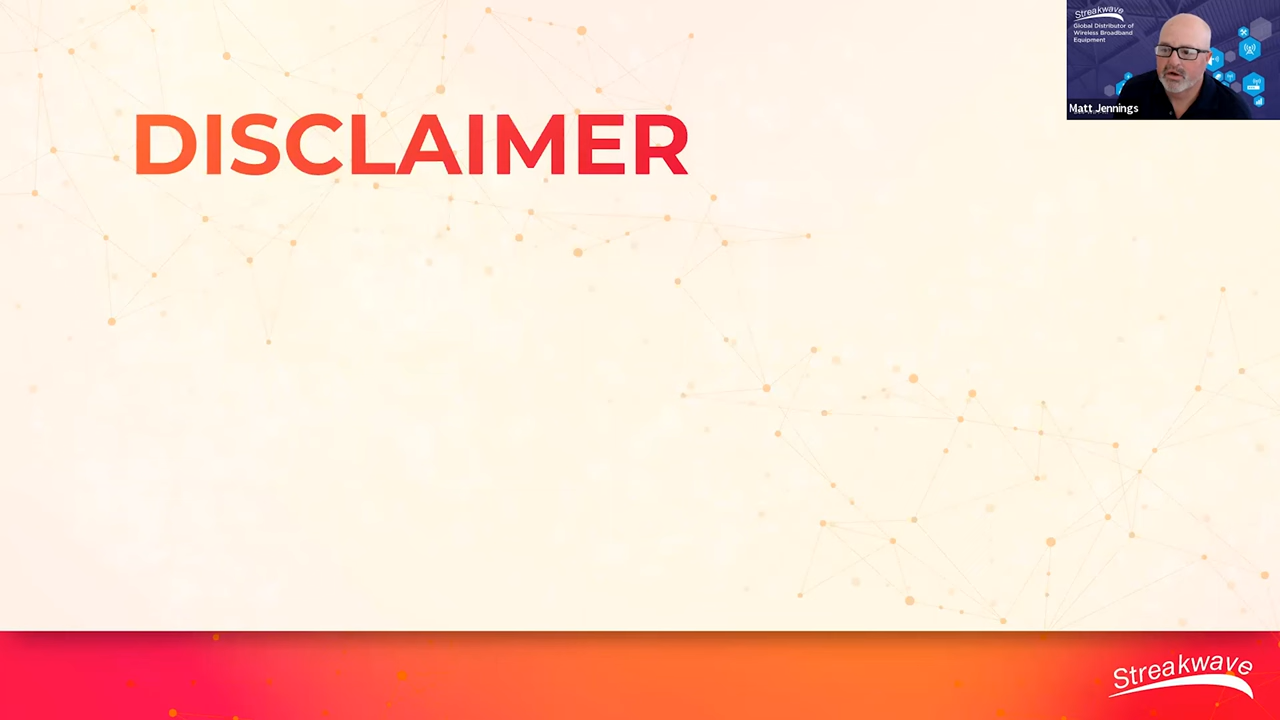 Streakwave
Global Distributor of
Wireless Broadband
Equipment
Matt Jennings
DISCLAIMER
Streakwave